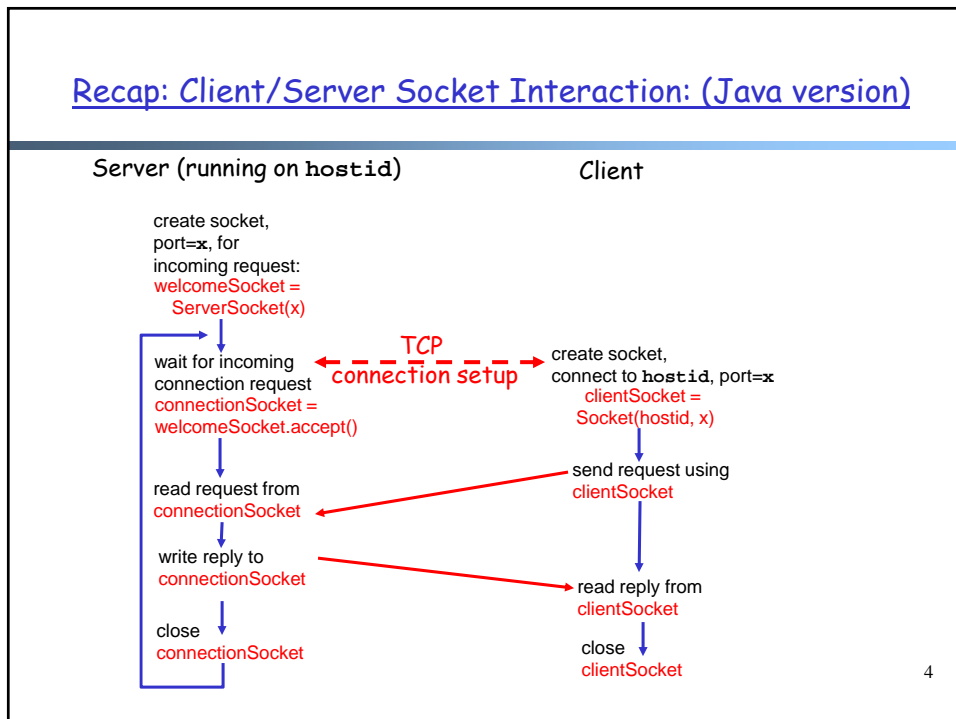 Recap: Client/Server Socket Interaction: (Java version)
Server (running on hostid)
Client
create socket,
port=x, for
incoming request:
welcomeSocket =
ServerSocket(x)
wait for incoming
connection request
connectionSocket =
welcomeSocket.accept()
TCP
connection setup
create socket,
connect to hostid, port=x
clientSocket =
Socket(hostid, x)
send request using
clientSocket
read request from
connectionSocket
write reply to
connectionSocket
read reply from
clientSocket
close
connectionSocket
close
clientSocket
4